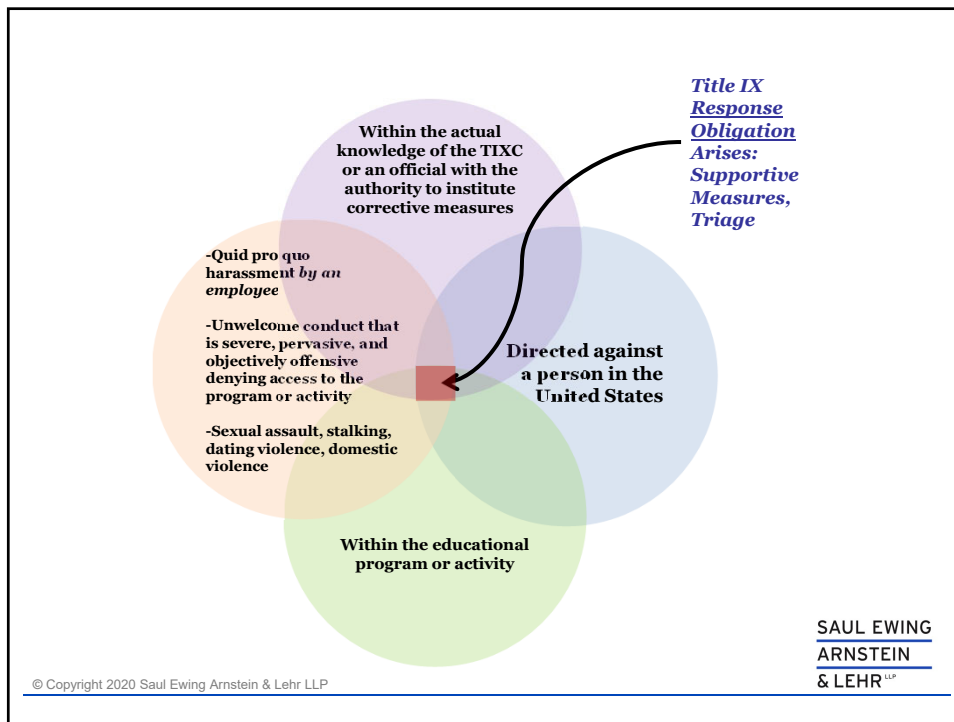 Title IX
Response
Obligation
Arises:
Supportive
Measures,
Triage
Within the actual
knowledge of the TIXC
or an official with the
authority to institute
corrective measures
-Quid pro quo
harassment by an
employee
-Unwelcome conduct that
is severe, pervasive, and
objectively offensive
denying access to the
program or activity
-Sexual assault, stalking,
dating violence, domestic
violence
Directed against
a person in the
United States
Within the educational
program or activity
© Copyright 2020 Saul Ewing Arnstein & Lehr LLP
SAUL EWING
ARNSTEIN
& LEHR LLP